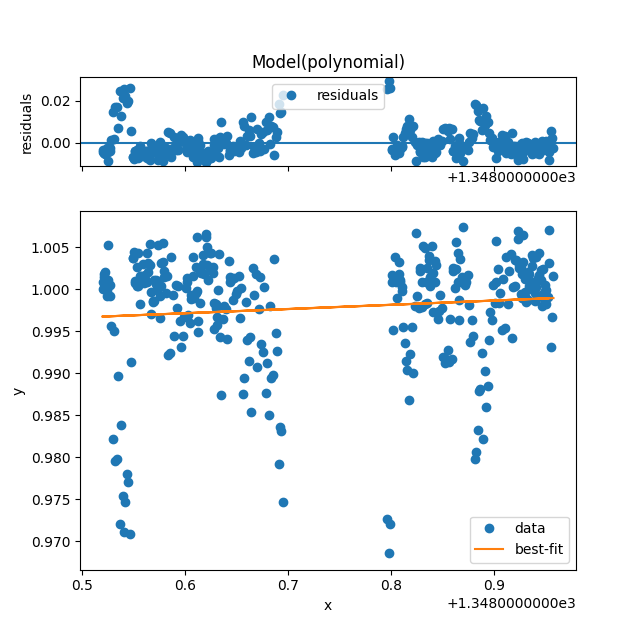 Model(polynomial)
residuals
0.02
0.00
residuals
+1.3480000000e3
y
1.005
1.000
0.995
0.990
0.985
0.980
0.975
0.970
data
best-fit
0.5 0.6 0.7 0.8 0.9
x
+1.3480000000e3